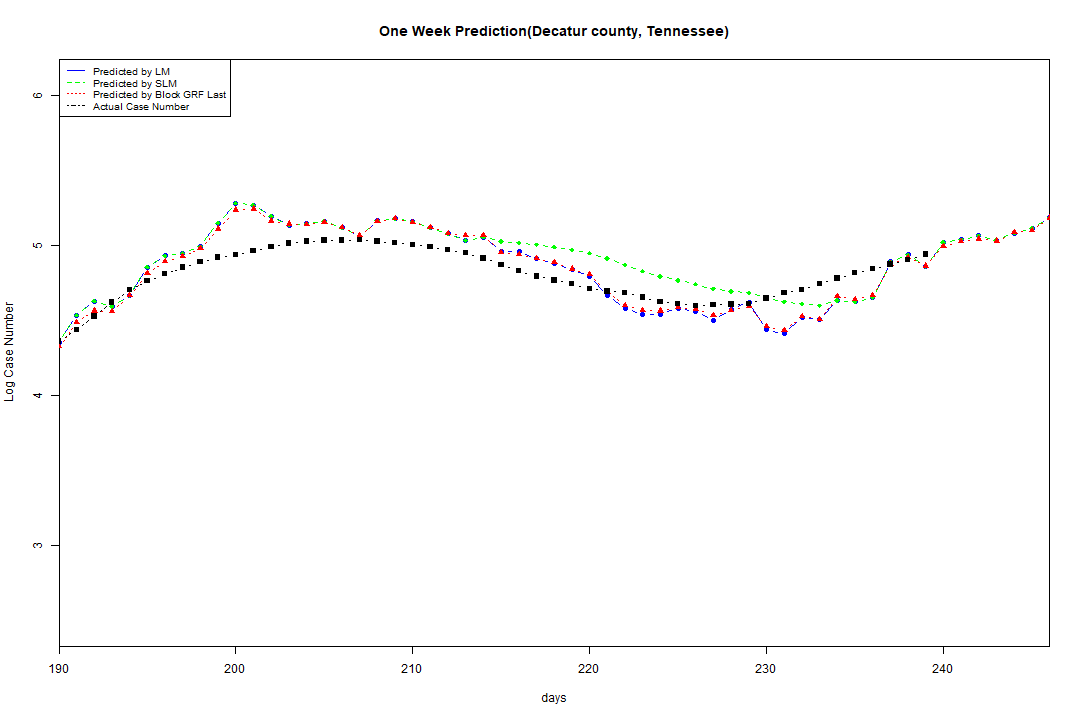 One Week Prediction(Decatur county, Tennessee)
Predicted by LM
Predicted by SLM
Predicted by Block GRF Last
Actual Case Number
6
5
4
3
Log Case Number
190 200 210 220 230 240
days